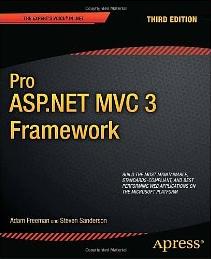 THE EXPERT'S VOICE® IN .NET
THIRD EDITION
Pro
ASP.NET MVC 3
Framework
BUILD THE MOST MAINTAINABLE,
STANDARDS-COMPLIANT, AND BEST
PERFORMING WEB APPLICATIONS ON
THE MICROSOFT PLATFORM
Adam Freeman and Steven Sanderson
Apress®